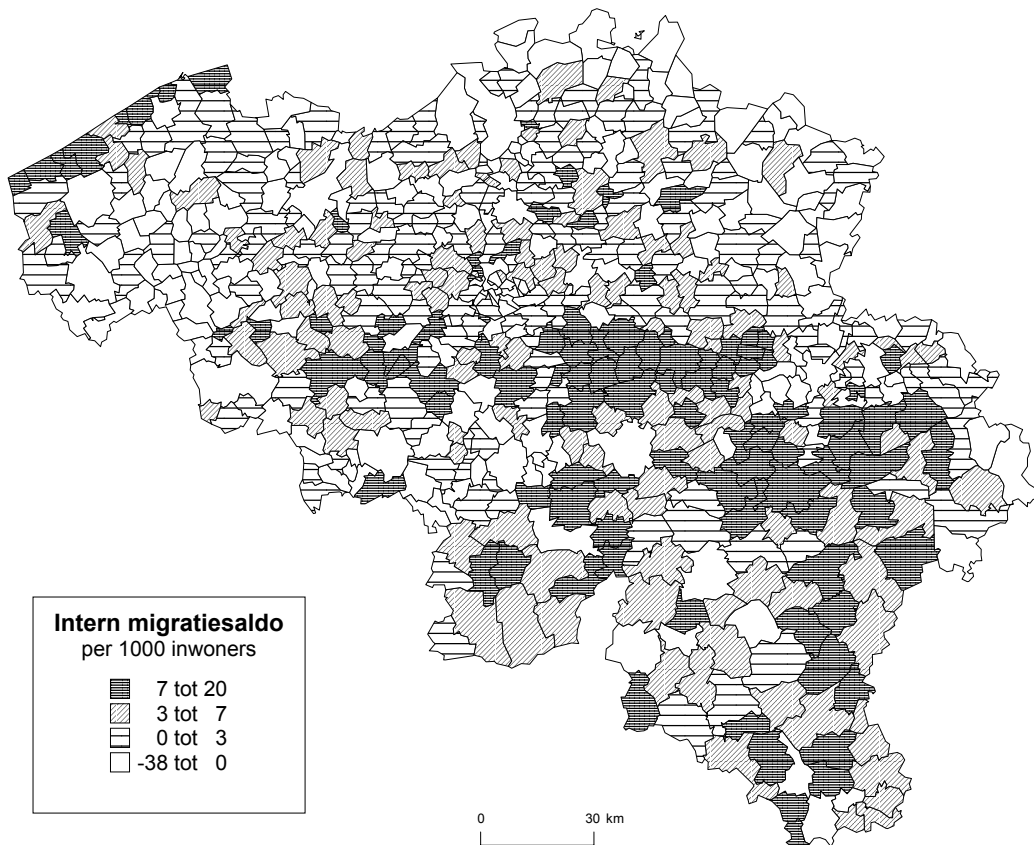 Intern migratiesaldo
per 1000 inwoners
7 tot 20
3 tot 7
0 tot 3
-38 tot 0
0 30 km